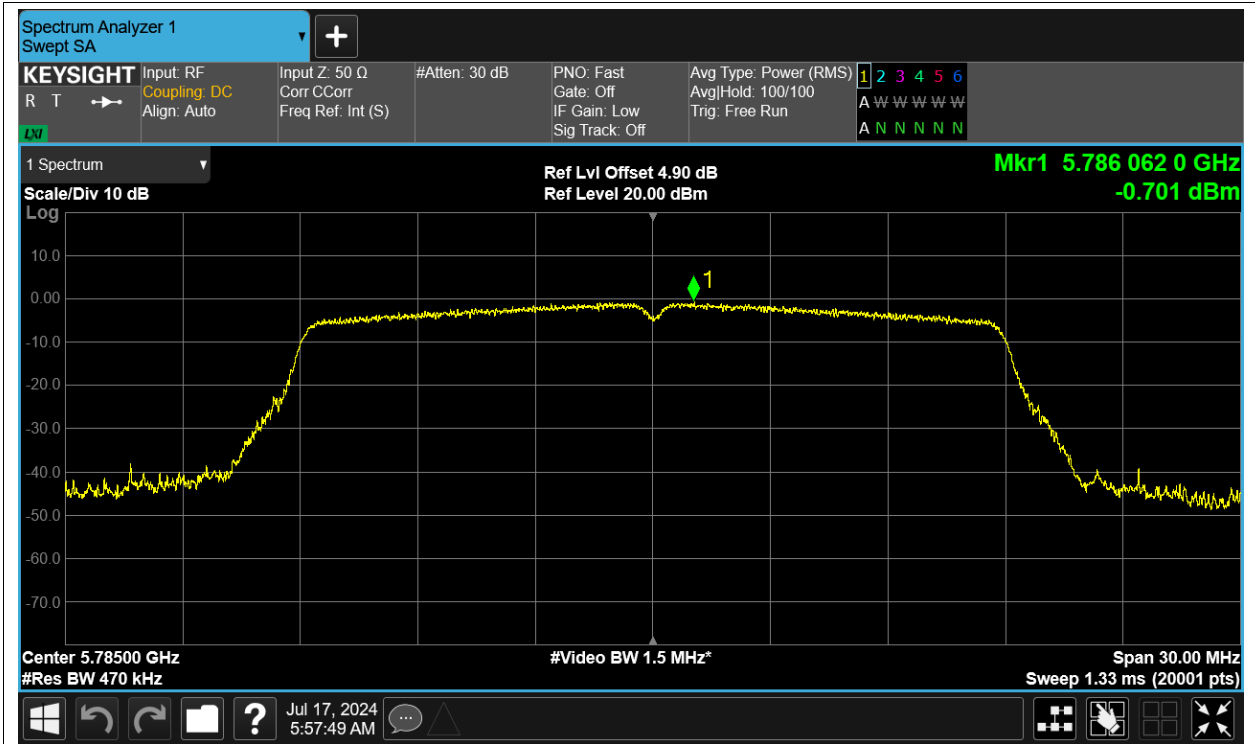 Spectrum Analyzer 1
Swept SA
+
KEYSIGHT
R T
LXI
Input: RF
Coupling: DC
Align: Auto
Input Z: 50 Ω
Corr CCorr
Freq Ref: Int (S)
#Atten: 30 dB
PNO: Fast
Gate: Off
IF Gain: Low
Sig Track: Off
Avg Type: Power (RMS)
Avg|Hold: 100/100
Trig: Free Run
1 2 3 4 5 6
A W W W W W
A N N N N N
1 Spectrum
Scale/Div 10 dB
Log
Ref Lvl Offset 4.90 dB
Ref Level 20.00 dBm
Mkr1 5.786 062 0 GHz
-0.701 dBm
1
10.0
0.00
-10.0
-20.0
-30.0
-40.0
-50.0
-60.0
-70.0
Center 5.78500 GHz
#Res BW 470 kHz
#Video BW 1.5 MHz*
Span 30.00 MHz
Sweep 1.33 ms (20001 pts)
?
Jul 17, 2024
5:57:49 AM